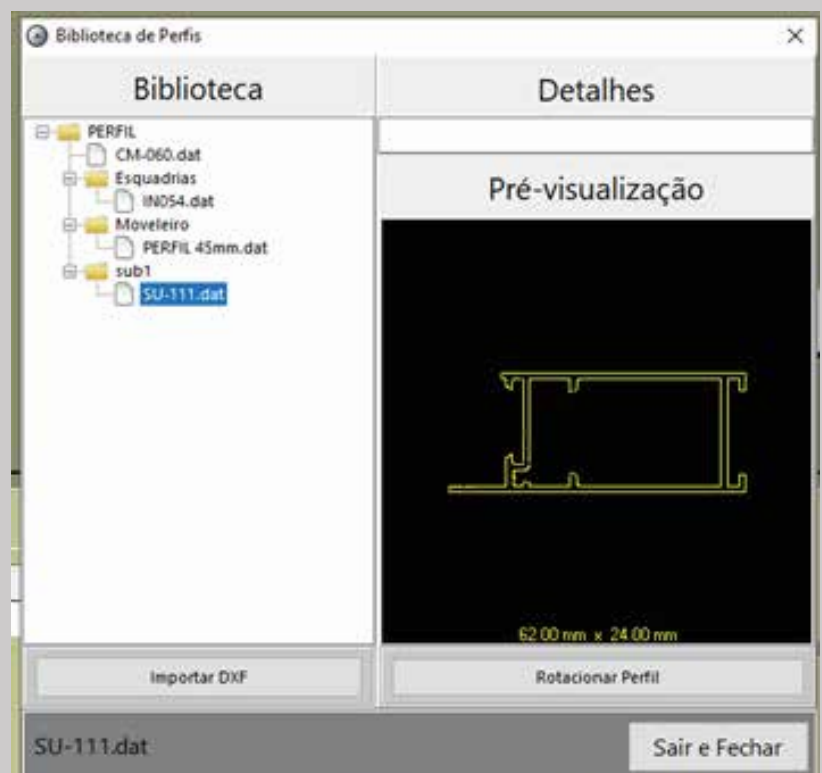 Biblioteca de Perfis
Biblioteca
Detalhes
PERFIL
CM-060.dat
Esquadrias
IN054.dat
Moveleiro
PERFIL 45mm.dat
sub1
SU-111.dat
Pré-visualização
62.00 mm x 24.00 mm
Importar DXF
Rotacionar Perfil
SU-111.dat
Sair e Fechar